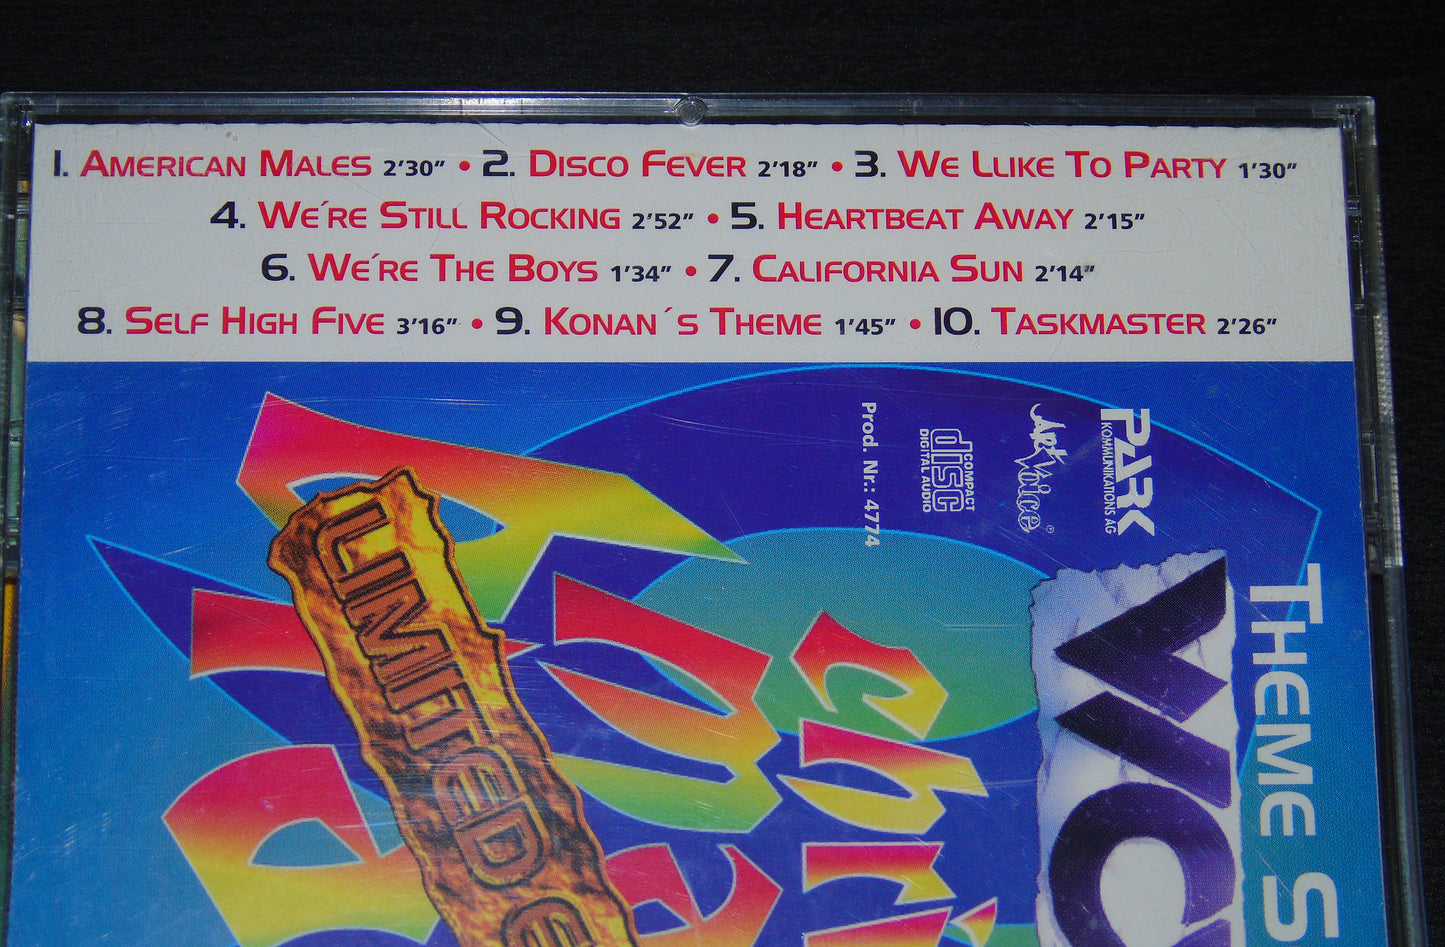 1. American Males 2'30" • 2. Disco Fever 2'18" • 3. We Llike To Party 1'30"
4. We´re Still Rocking 2'52" • 5. Heartbeat Away 2'15"
6. We´re The Boys 1'34" • 7. California Sun 2'14"
8. Self High Five 3'16" • 9. Konan´s Theme 1'45" • 10. Taskmaster 2'26"
PARK
KOMMUNIKATIONS AG
Art Voice ®
COMPACT
disc
DIGITAL AUDIO
Prod. Nr.: 4774
Theme S
WC
LIMITED E